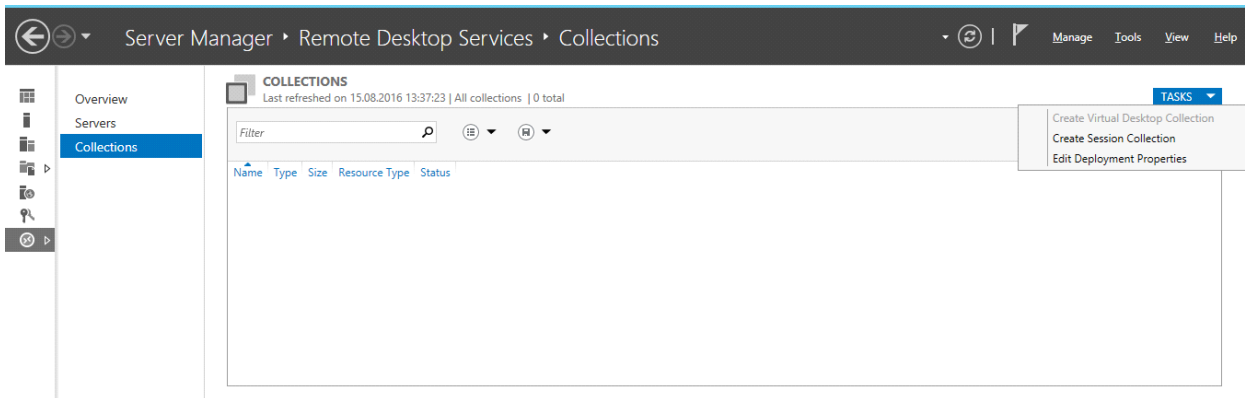 Server Manager ‣ Remote Desktop Services ‣ Collections
Manage Tools View Help
Overview
Servers
Collections
COLLECTIONS
Last refreshed on 15.08.2016 13:37:23 | All collections | 0 total
TASKS
Create Virtual Desktop Collection
Create Session Collection
Edit Deployment Properties
Filter
Name Type Size Resource Type Status